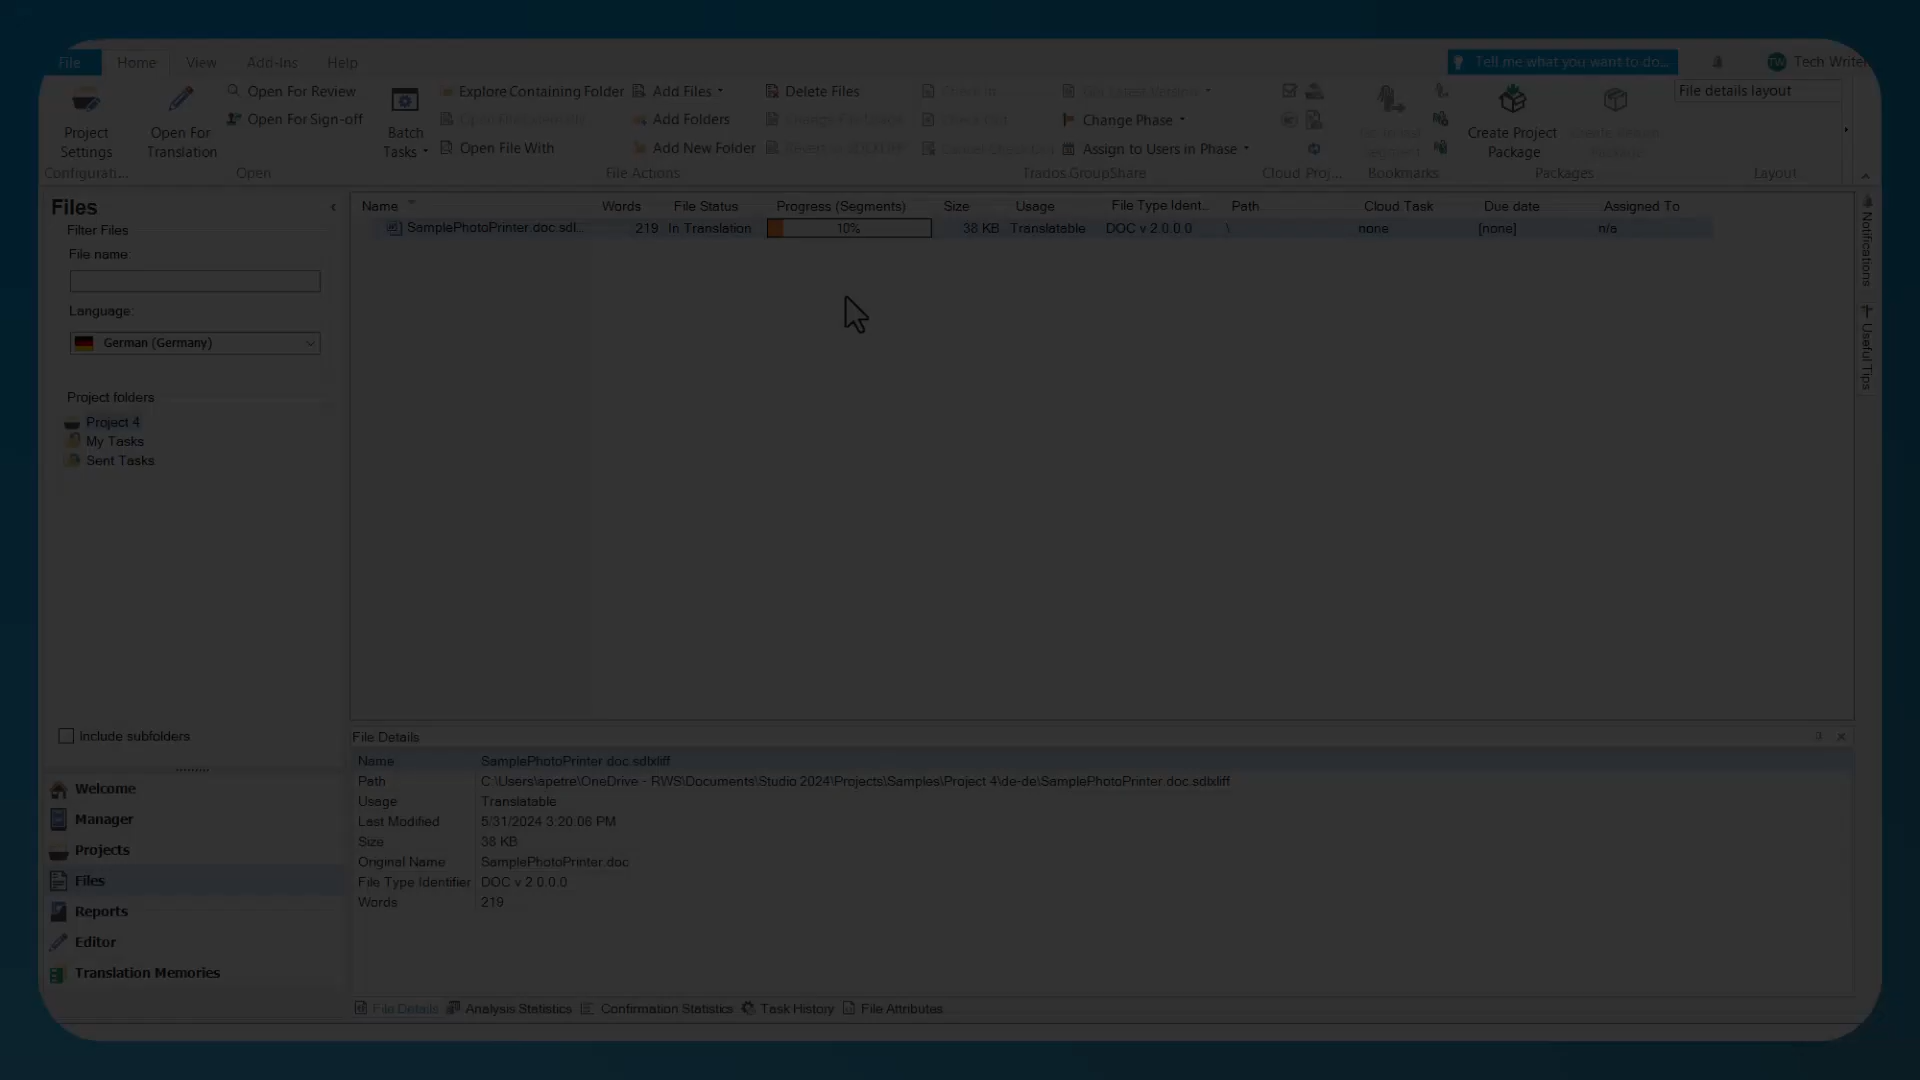 File Home View Add-Ins Help
Tell me what you want to do...
Tech Writer
Project Settings
Open For Translation
Open For Review
Open For Sign-off
Batch Tasks
Explore Containing Folder
Open File With
Add Files
Add Folders
Add New Folder
Delete Files
Change Phase
Assign to Users in Phase
Create Project Package
File details layout
Configurati... Open File Actions Trados GroupShare Cloud Proj... Bookmarks Packages Layout
Files
Filter Files
File name:
Language:
German (Germany)
Project folders
Project 4
My Tasks
Sent Tasks
Include subfolders
Welcome
Manager
Projects
Files
Reports
Editor
Translation Memories
Name Words File Status Progress (Segments) Size Usage File Type Ident... Path Cloud Task Due date Assigned To
SamplePhotoPrinter.doc.sdl... 219 In Translation 10% 38 KB Translatable DOC v 2.0.0.0 \ none [none] n/a
File Details
Name SamplePhotoPrinter.doc.sdlxliff
Path C:\Users\apetre\OneDrive - RWS\Documents\Studio 2024\Projects\Samples\Project 4\de-de\SamplePhotoPrinter.doc.sdlxliff
Usage Translatable
Last Modified 5/31/2024 3:20:06 PM
Size 38 KB
Original Name SamplePhotoPrinter.doc
File Type Identifier DOC v 2.0.0.0
Words 219
File Details Analysis Statistics Confirmation Statistics Task History File Attributes
Notifications
Useful Tips